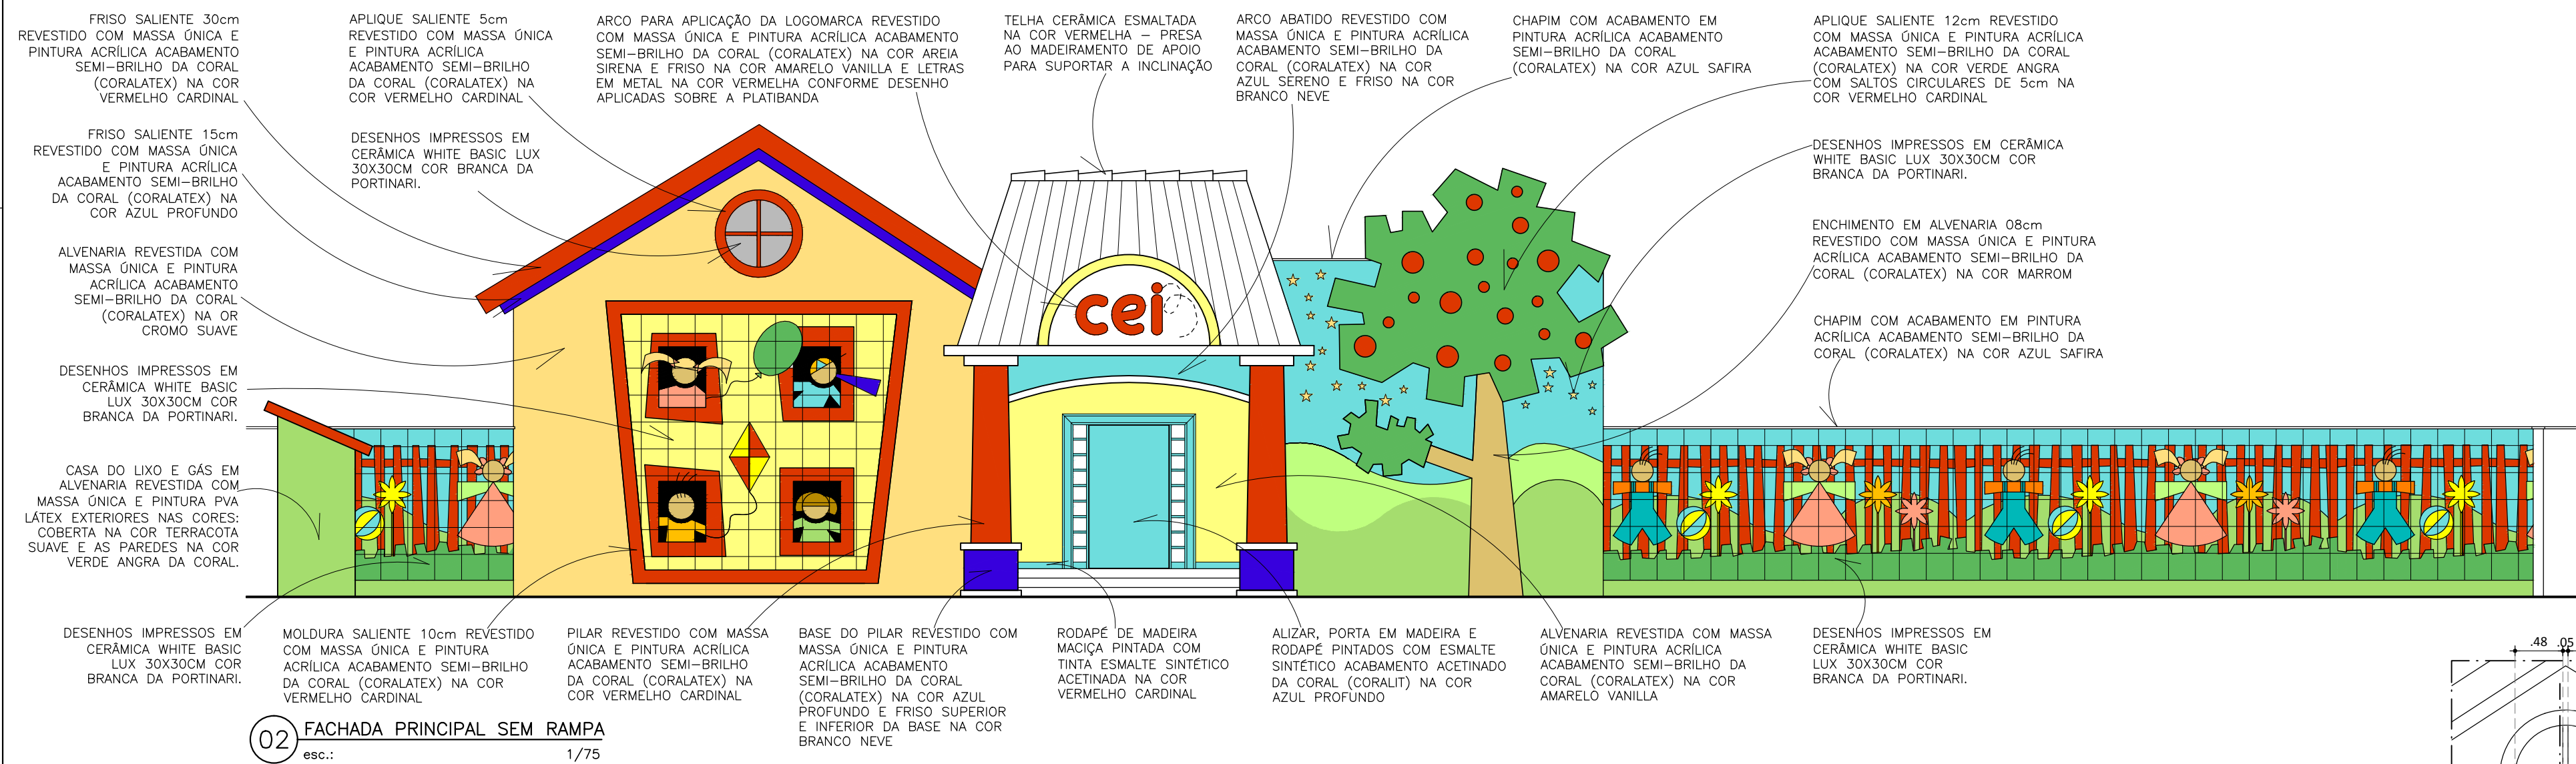 FRISO SALIENTE 30cm
REVESTIDO COM MASSA ÚNICA E
PINTURA ACRÍLICA ACABAMENTO
SEMI-BRILHO DA CORAL
(CORALATEX) NA COR
VERMELHO CARDINAL
FRISO SALIENTE 15cm
REVESTIDO COM MASSA ÚNICA
E PINTURA ACRÍLICA
ACABAMENTO SEMI-BRILHO
DA CORAL (CORALATEX) NA
COR AZUL PROFUNDO
ALVENARIA REVESTIDA COM
MASSA ÚNICA E PINTURA
ACRÍLICA ACABAMENTO
SEMI-BRILHO DA CORAL
(CORALATEX) NA OR
CROMO SUAVE
DESENHOS IMPRESSOS EM
CERÂMICA WHITE BASIC
LUX 30X30CM COR
BRANCA DA PORTINARI.
CASA DO LIXO E GÁS EM
ALVENARIA REVESTIDA COM
MASSA ÚNICA E PINTURA PVA
LÁTEX EXTERIORES NAS CORES:
COBERTA NA COR TERRACOTA
SUAVE E AS PAREDES NA COR
VERDE ANGRA DA CORAL.
DESENHOS IMPRESSOS EM
CERÂMICA WHITE BASIC
LUX 30X30CM COR
BRANCA DA PORTINARI.
APLIQUE SALIENTE 5cm
REVESTIDO COM MASSA ÚNICA
E PINTURA ACRÍLICA
ACABAMENTO SEMI-BRILHO
DA CORAL (CORALATEX) NA
COR VERMELHO CARDINAL
DESENHOS IMPRESSOS EM
CERÂMICA WHITE BASIC LUX
30X30CM COR BRANCA DA
PORTINARI.
ARCO PARA APLICAÇÃO DA LOGOMARCA REVESTIDO
COM MASSA ÚNICA E PINTURA ACRÍLICA ACABAMENTO
SEMI-BRILHO DA CORAL (CORALATEX) NA COR AREIA
SIRENA E FRISO NA COR AMARELO VANILLA E LETRAS
EM METAL NA COR VERMELHA CONFORME DESENHO
APLICADAS SOBRE A PLATIBANDA
TELHA CERÂMICA ESMALTADA
NA COR VERMELHA - PRESA
AO MADEIRAMENTO DE APOIO
PARA SUPORTAR A INCLINAÇÃO
ARCO ABATIDO REVESTIDO COM
MASSA ÚNICA E PINTURA ACRÍLICA
ACABAMENTO SEMI-BRILHO DA
CORAL (CORALATEX) NA COR
AZUL SERENO E FRISO NA COR
BRANCO NEVE
CHAPIM COM ACABAMENTO EM
PINTURA ACRÍLICA ACABAMENTO
SEMI-BRILHO DA CORAL
(CORALATEX) NA COR AZUL SAFIRA
APLIQUE SALIENTE 12cm REVESTIDO
COM MASSA ÚNICA E PINTURA ACRÍLICA
ACABAMENTO SEMI-BRILHO DA CORAL
(CORALATEX) NA COR VERDE ANGRA
COM SALTOS CIRCULARES DE 5cm NA
COR VERMELHO CARDINAL
DESENHOS IMPRESSOS EM CERÂMICA
WHITE BASIC LUX 30X30CM COR
BRANCA DA PORTINARI.
ENCHIMENTO EM ALVENARIA 08cm
REVESTIDO COM MASSA ÚNICA E PINTURA
ACRÍLICA ACABAMENTO SEMI-BRILHO DA
CORAL (CORALATEX) NA COR MARROM
CHAPIM COM ACABAMENTO EM PINTURA
ACRÍLICA ACABAMENTO SEMI-BRILHO DA
CORAL (CORALATEX) NA COR AZUL SAFIRA
cei
MOLDURA SALIENTE 10cm REVESTIDO
COM MASSA ÚNICA E PINTURA
ACRÍLICA ACABAMENTO SEMI-BRILHO
DA CORAL (CORALATEX) NA COR
VERMELHO CARDINAL
PILAR REVESTIDO COM MASSA
ÚNICA E PINTURA ACRÍLICA
ACABAMENTO SEMI-BRILHO
DA CORAL (CORALATEX) NA
COR VERMELHO CARDINAL
BASE DO PILAR REVESTIDO COM
MASSA ÚNICA E PINTURA
ACRÍLICA ACABAMENTO
SEMI-BRILHO DA CORAL
(CORALATEX) NA COR AZUL
PROFUNDO E FRISO SUPERIOR
E INFERIOR DA BASE NA COR
BRANCO NEVE
RODAPÉ DE MADEIRA
MACIÇA PINTADA COM
TINTA ESMALTE SINTÉTICO
ACETINADA NA COR
VERMELHO CARDINAL
ALIZAR, PORTA EM MADEIRA E
RODAPÉ PINTADOS COM ESMALTE
SINTÉTICO ACABAMENTO ACETINADO
DA CORAL (CORALIT) NA COR
AZUL PROFUNDO
ALVENARIA REVESTIDA COM MASSA
ÚNICA E PINTURA ACRÍLICA
ACABAMENTO SEMI-BRILHO DA
CORAL (CORALATEX) NA COR
AMARELO VANILLA
DESENHOS IMPRESSOS EM
CERÂMICA WHITE BASIC
LUX 30X30CM COR
BRANCA DA PORTINARI.
02 FACHADA PRINCIPAL SEM RAMPA
esc.: 1/75
.48 .05